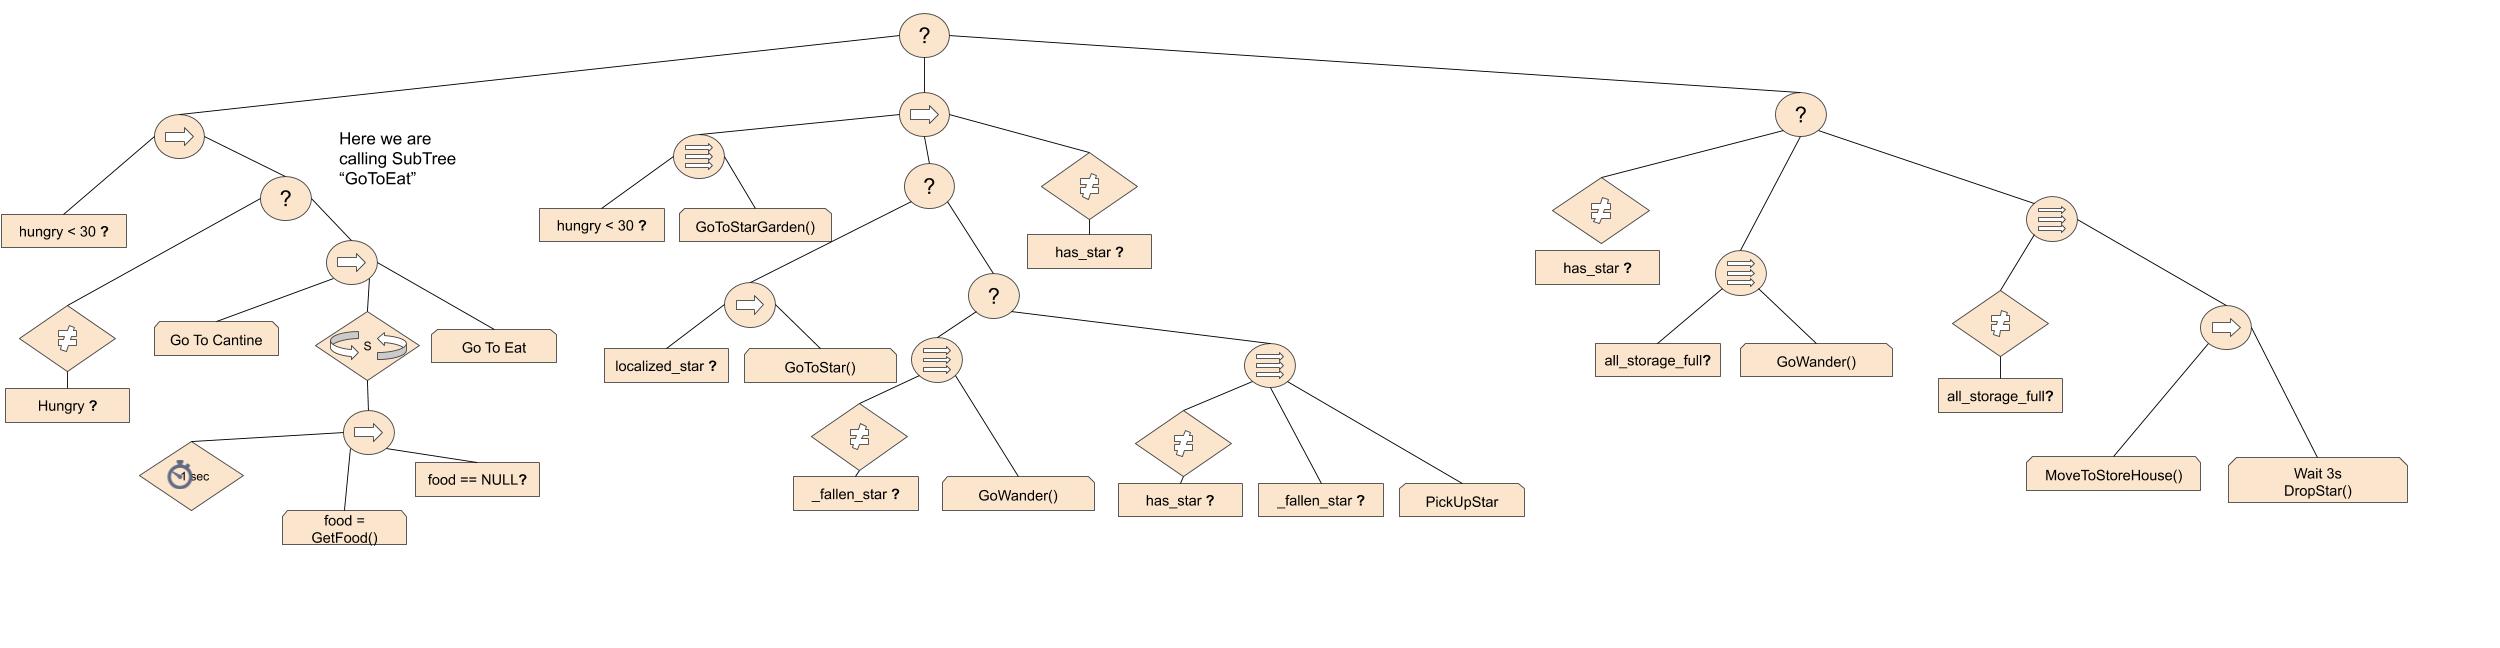 ?
?
Here we are
calling SubTree
“GoToEat”
?
?
hungry < 30 ?
hungry < 30 ?
GoToStarGarden()
has_star ?
has_star ?
?
Go To Cantine
S
Go To Eat
localized_star ?
GoToStar()
all_storage_full?
GoWander()
all_storage_full?
Hungry ?
1 sec
food == NULL?
food =
GetFood()
_fallen_star ?
GoWander()
has_star ?
_fallen_star ?
PickUpStar
MoveToStoreHouse()
Wait 3s
DropStar()